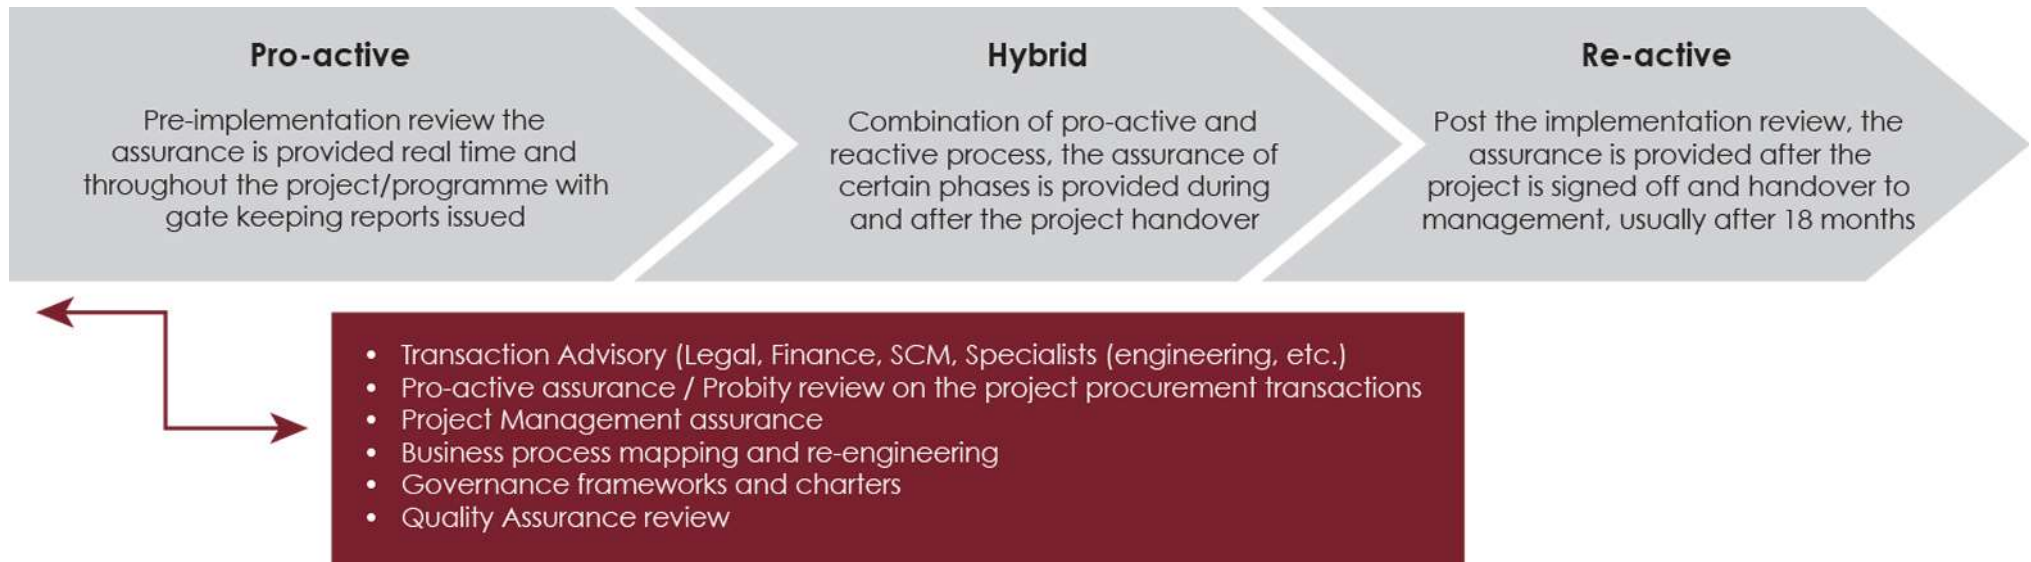 Pro-active
Pre-implementation review the
assurance is provided real time and
throughout the project/programme with
gate keeping reports issued
Hybrid
Combination of pro-active and
reactive process, the assurance of
certain phases is provided during
and after the project handover
Re-active
Post the implementation review, the
assurance is provided after the
project is signed off and handover to
management, usually after 18 months
• Transaction Advisory (Legal, Finance, SCM, Specialists (engineering, etc.)
• Pro-active assurance / Probity review on the project procurement transactions
• Project Management assurance
• Business process mapping and re-engineering
• Governance frameworks and charters
• Quality Assurance review